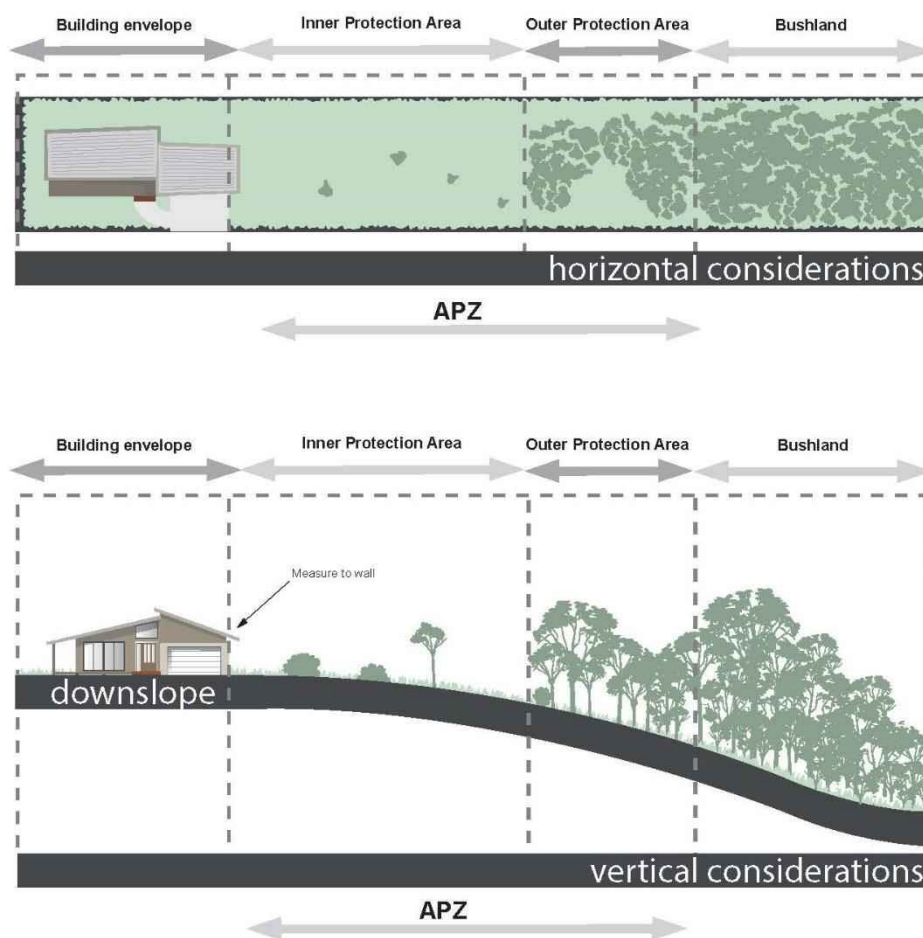 Building envelope
Inner Protection Area
Outer Protection Area
Bushland
horizontal considerations
APZ
Building envelope
Inner Protection Area
Outer Protection Area
Bushland
Measure to wall
downslope
vertical considerations
APZ